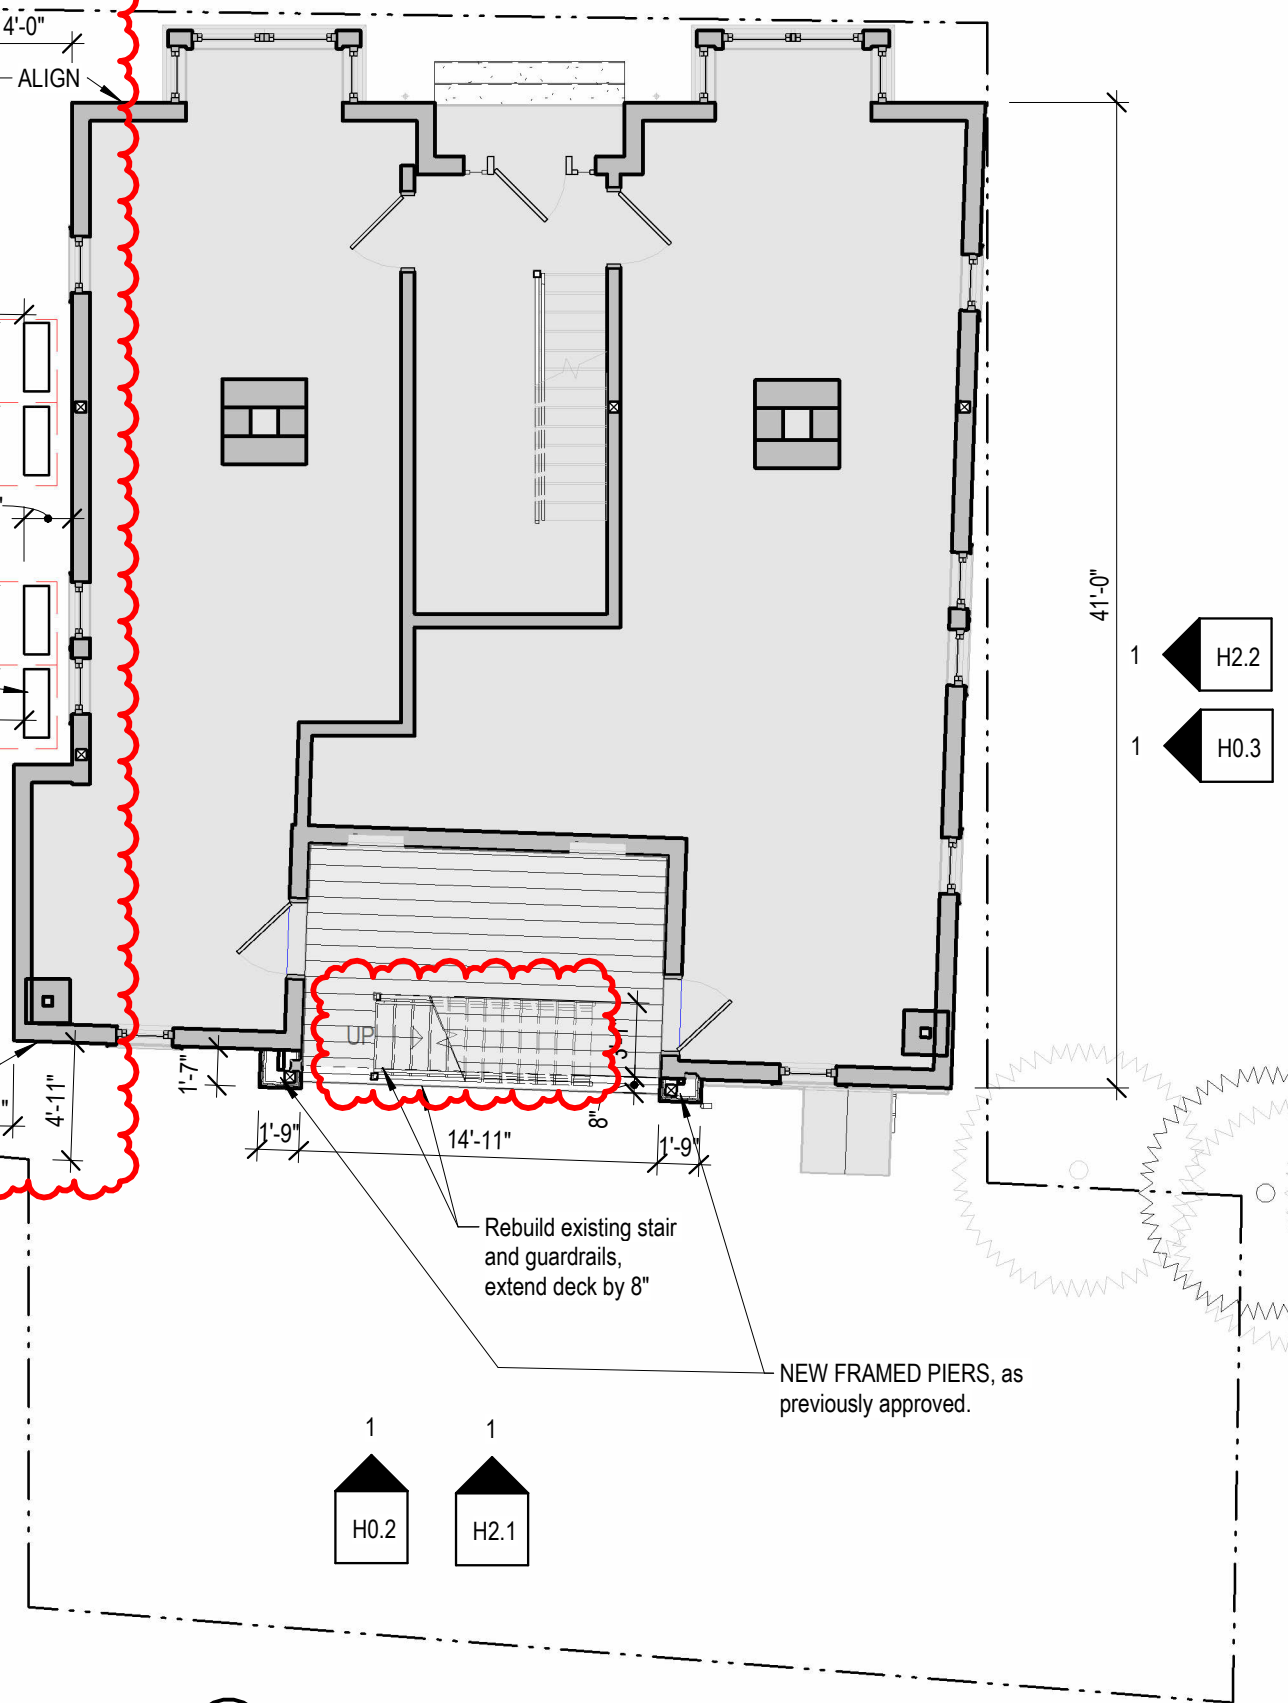 4'-0"
ALIGN
41'-0"
1
H2.2
1
H0.3
UP
1'-7"
4'-11"
8"
1'-9"
14'-11"
1'-9"
Rebuild existing stair
and guardrails,
extend deck by 8"
NEW FRAMED PIERS, as
previously approved.
1
1
H0.2
H2.1